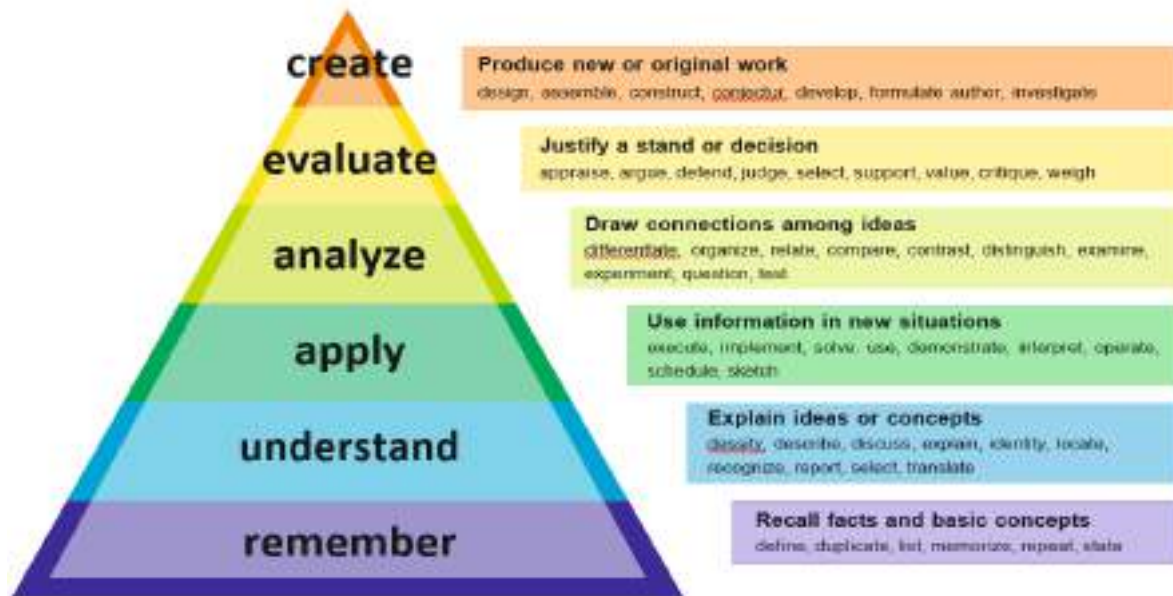 create
Produce new or original work
design, assemble, construct, conjectur, develop, formulate author, investigate
evaluate
Justify a stand or decision
appraise, argue, defend, judge, select, support, value, critique, weigh
analyze
Draw connections among ideas
differentiate, organize, relate, compare, contrast, distinguish, examine,
experiment, question, test
apply
Use information in new situations
execute, implement, solve, use, demonstrate, interpret, operate,
schedule, sketch
understand
Explain ideas or concepts
describe, discuss, explain, identify, locate,
recognize, report, select, translate
remember
Recall facts and basic concepts
define, duplicate, list, memorize, repeat, state